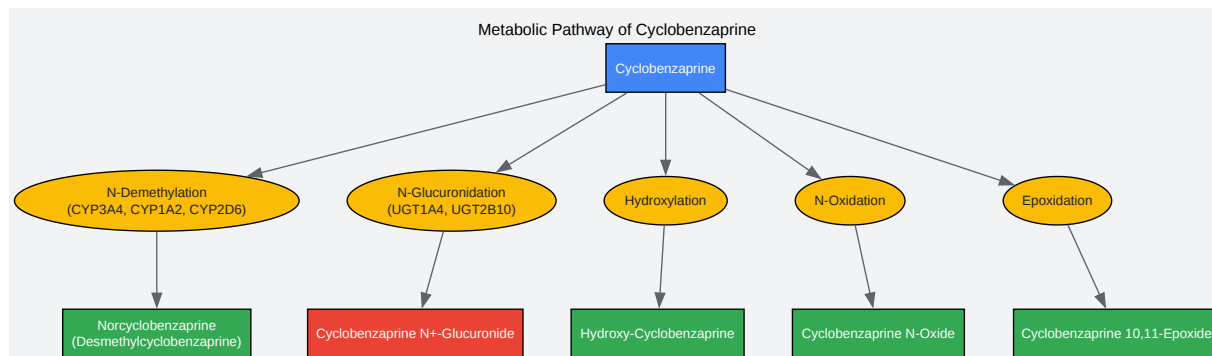 Metabolic Pathway of Cyclobenzaprine
Cyclobenzaprine
N-Demethylation
(CYP3A4, CYP1A2, CYP2D6)
N-Glucuronidation
(UGT1A4, UGT2B10)
Hydroxylation
N-Oxidation
Epoxidation
Norcyclobenzaprine
(Desmethylcyclobenzaprine)
Cyclobenzaprine N+-Glucuronide
Hydroxy-Cyclobenzaprine
Cyclobenzaprine N-Oxide
Cyclobenzaprine 10,11-Epoxide